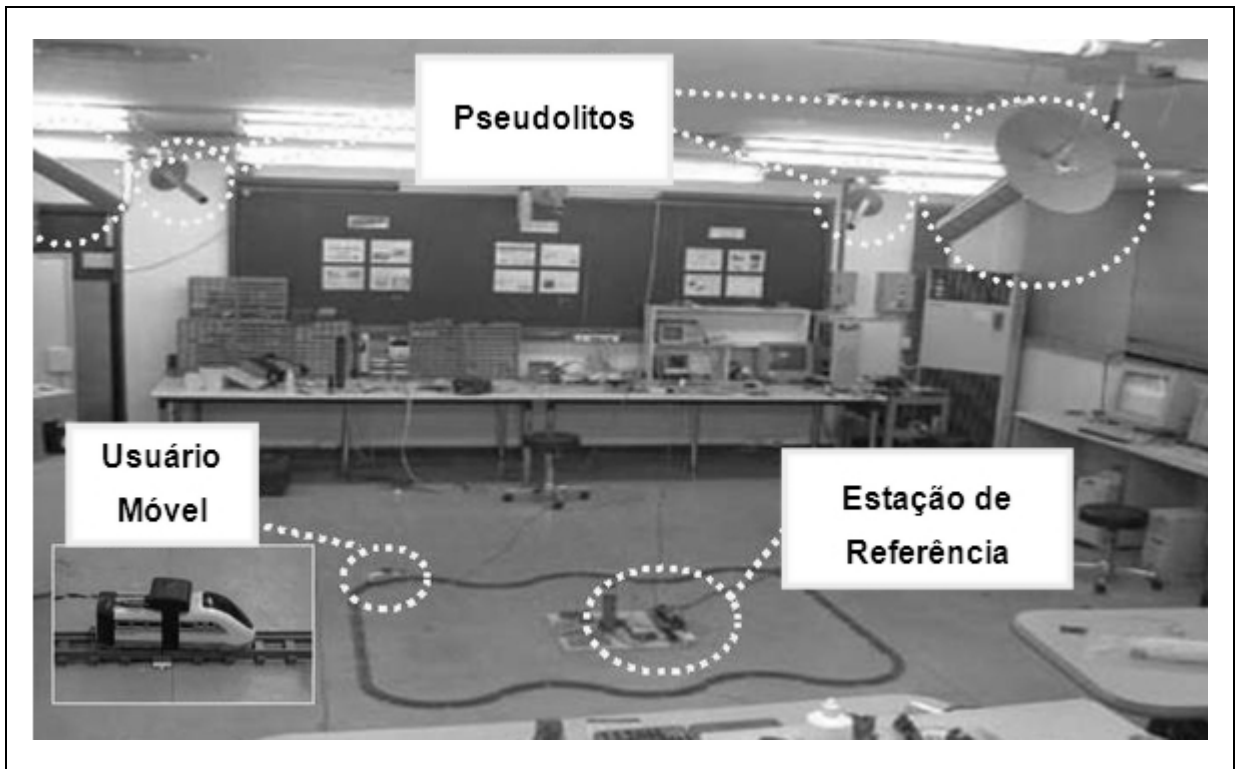 Pseudolitos
Usuário
Móvel
Estação de
Referência